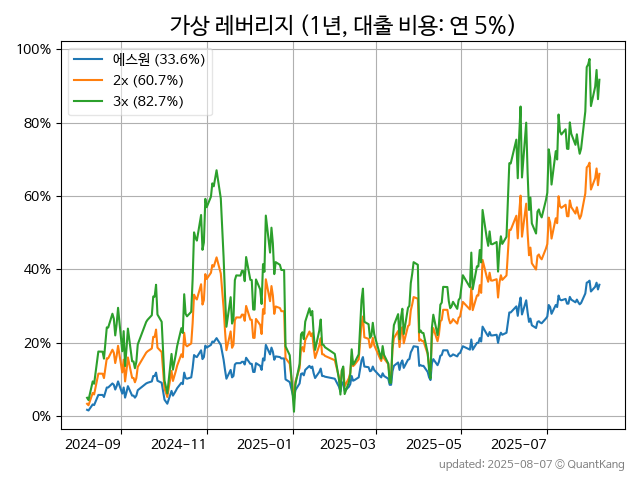 가상 레버리지 (1년, 대출 비용: 연 5%)
100%
80%
60%
40%
20%
0%
에스원 (33.6%)
2x (60.7%)
3x (82.7%)
2024-09 2024-11 2025-01 2025-03 2025-05 2025-07
updated: 2025-08-07 © QuantKang